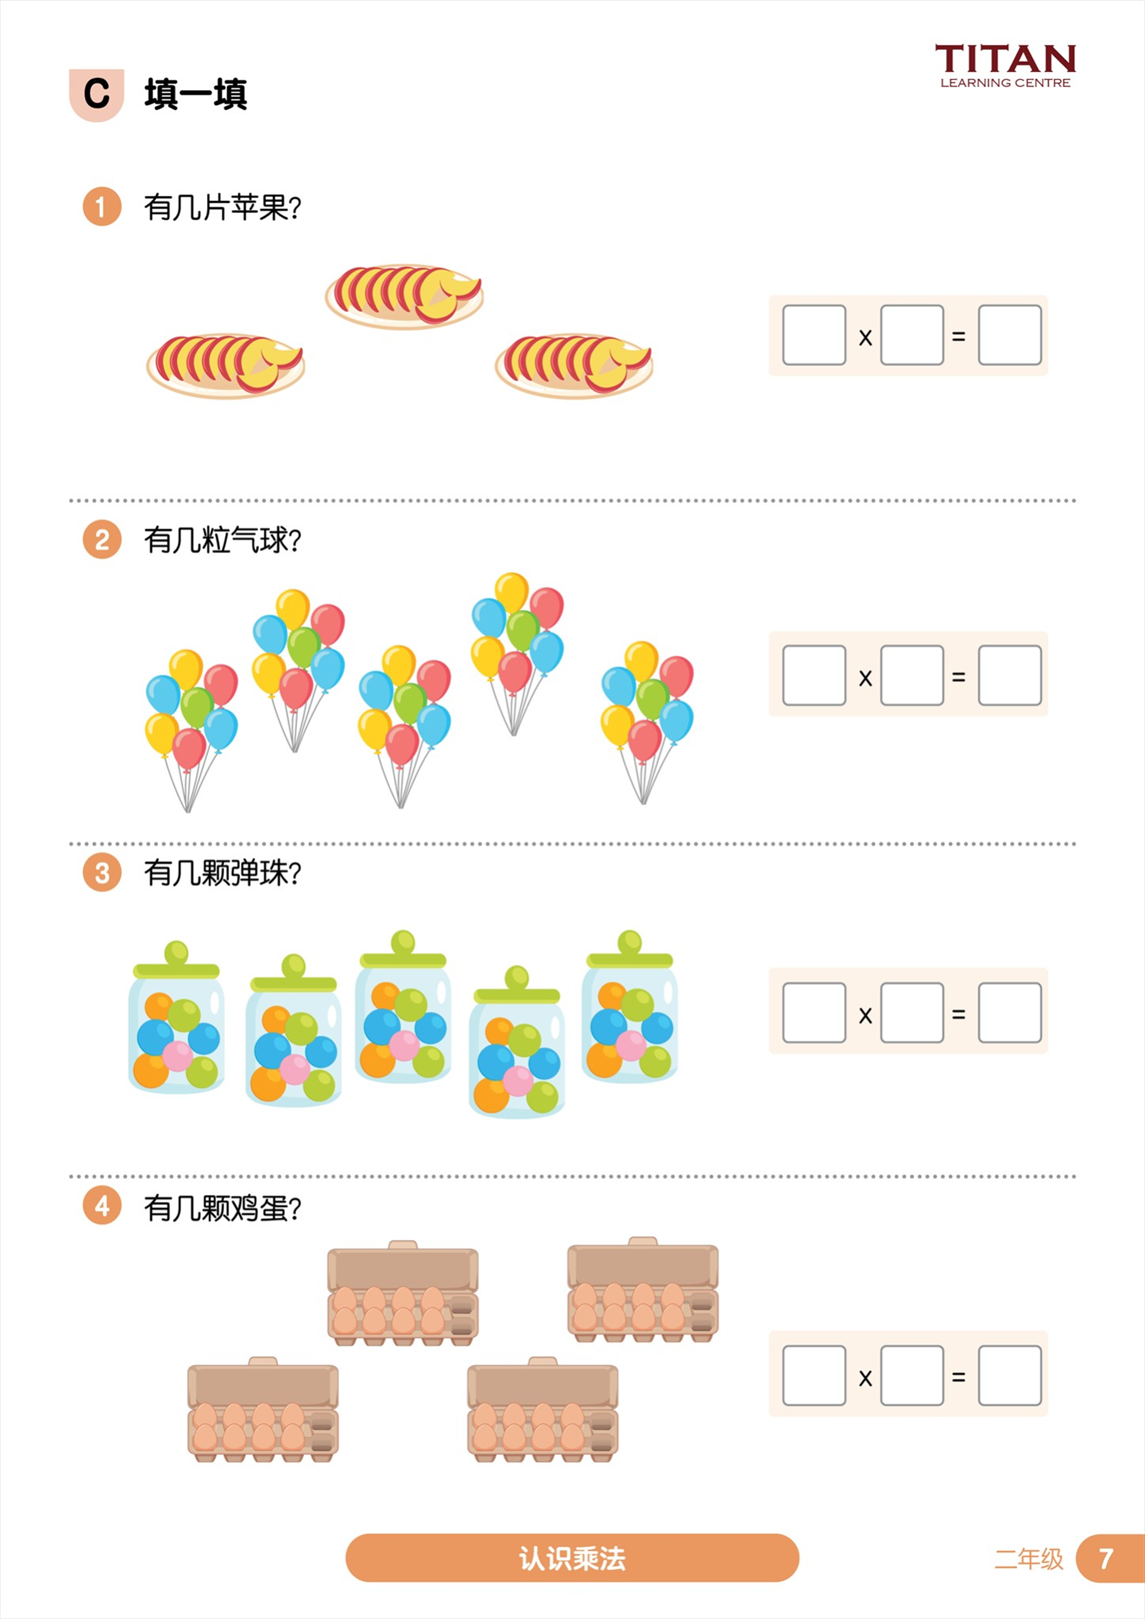 TITAN
LEARNING CENTRE
C 填一填
1 有几片苹果?
x =
2 有几粒气球?
x =
3 有几颗弹珠?
x =
4 有几颗鸡蛋?
x =
认识乘法
二年级 7